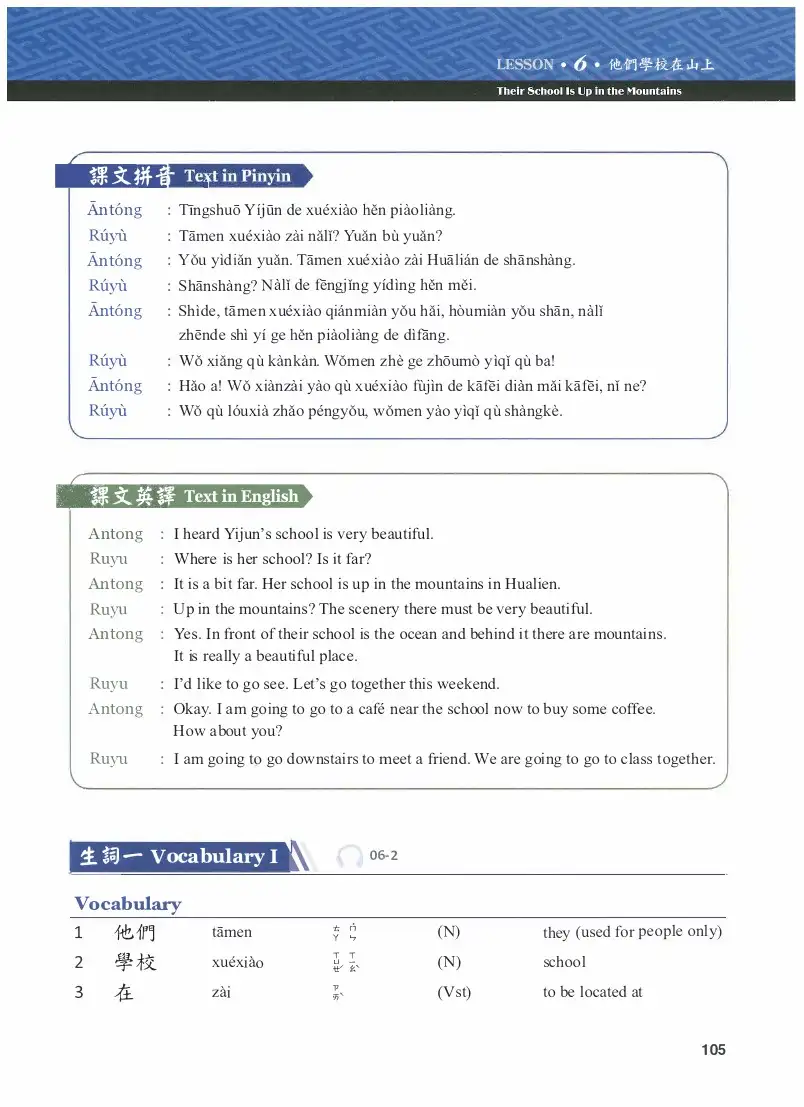 LESSON • 6 • 他們學校在山上
Their School Is Up in the Mountains
課文拼音 Text in Pinyin
Āntóng : Tīngshuō Yíjūn de xuéxiào hěn piàoliàng.
Rúyù : Tāmen xuéxiào zài nǎlǐ? Yuǎn bù yuǎn?
Āntóng : Yǒu yìdiǎn yuǎn. Tāmen xuéxiào zài Huālián de shānshàng.
Rúyù : Shānshàng? Nàlǐ de fēngjǐng yídìng hěn měi.
Āntóng : Shìde, tāmen xuéxiào qiánmiàn yǒu hǎi, hòumiàn yǒu shān, nàlǐ
zhēnde shì yí ge hěn piàoliàng de dìfāng.
Rúyù : Wǒ xiǎng qù kànkàn. Wǒmen zhè ge zhōumò yìqǐ qù ba!
Āntóng : Hǎo a! Wǒ xiànzài yào qù xuéxiào fùjìn de kāfēi diàn mǎi kāfēi, nǐ ne?
Rúyù : Wǒ qù lóuxià zhǎo péngyǒu, wǒmen yào yìqǐ qù shàngkè.
課文英譯 Text in English
Antong : I heard Yijun's school is very beautiful.
Ruyu : Where is her school? Is it far?
Antong : It is a bit far. Her school is up in the mountains in Hualien.
Ruyu : Up in the mountains? The scenery there must be very beautiful.
Antong : Yes. In front of their school is the ocean and behind it there are mountains.
It is really a beautiful place.
Ruyu : I'd like to go see. Let's go together this weekend.
Antong : Okay. I am going to go to a café near the school now to buy some coffee.
How about you?
Ruyu : I am going to go downstairs to meet a friend. We are going to go to class together.
生詞一 Vocabulary I 06-2
Vocabulary
1 他們 tāmen ㄊㄚ ㄇㄣ˙ (N) they (used for people only)
2 學校 xuéxiào ㄒㄩㄝˊ ㄒㄧㄠˋ (N) school
3 在 zài ㄗㄞˋ (Vst) to be located at
105